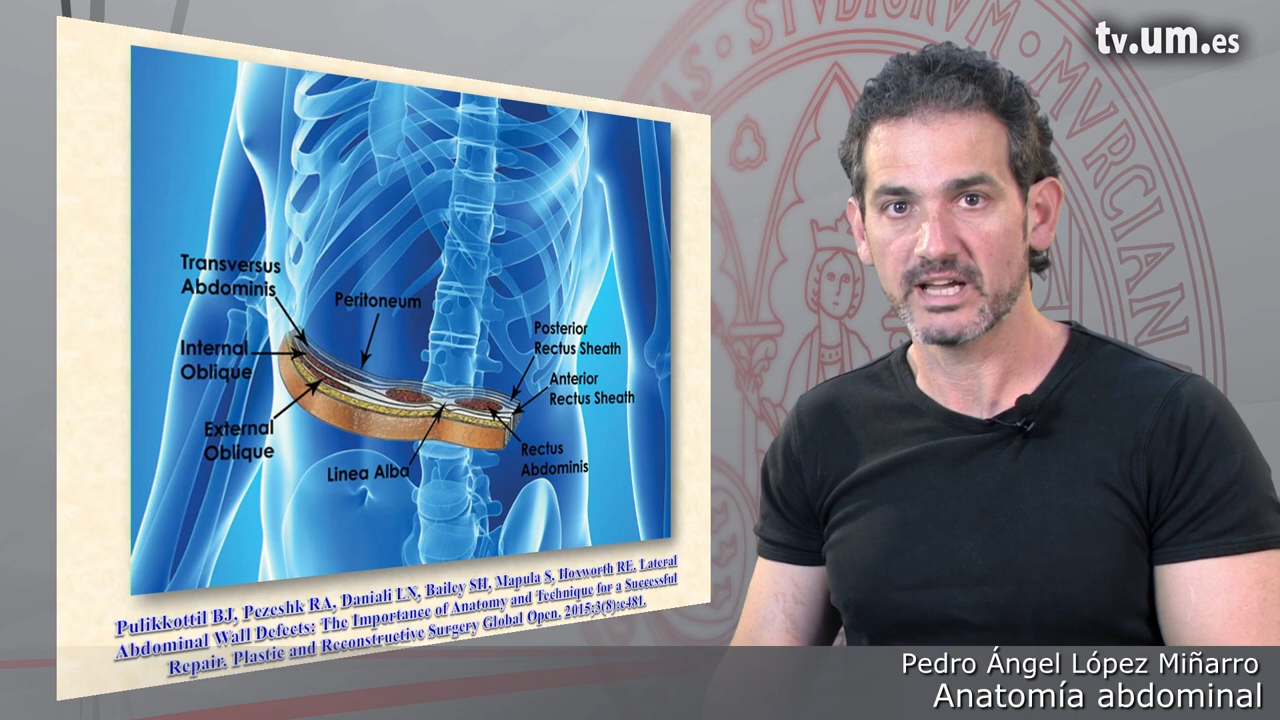 tv.um.es
STVDIORVM
MVRCIAN
Transversus
Abdominis
Peritoneum
Internal
Oblique
External
Oblique
Linea Alba
Posterior
Rectus Sheath
Anterior
Rectus Sheath
Rectus
Abdominis
Pulikkottil BJ, Pezeshk RA, Daniali LN, Bailey SH, Mapula S, Hoxworth RE. Lateral
Abdominal Wall Defects: The Importance of Anatomy and Technique for a Successful
Repair. Plastic and Reconstructive Surgery Global Open. 2015;3(8):e481.
Pedro Ángel López Miñarro
Anatomía abdominal